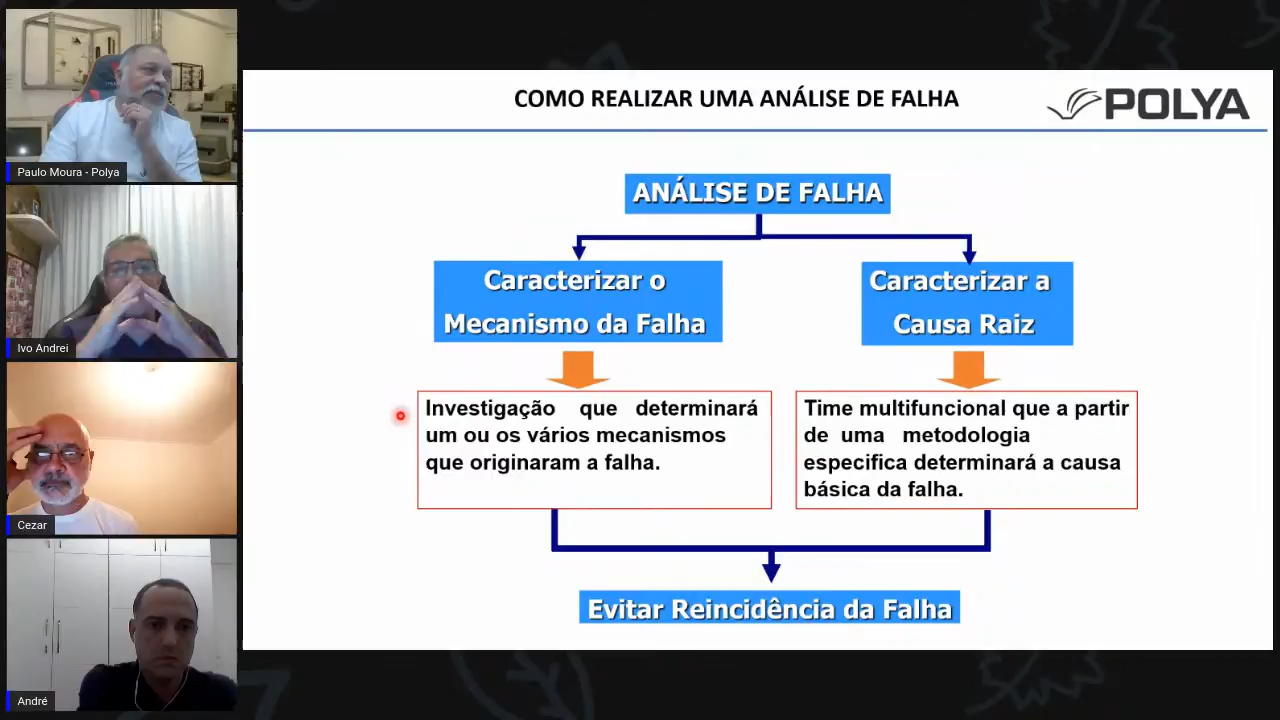 COMO REALIZAR UMA ANÁLISE DE FALHA
POLYA
ANÁLISE DE FALHA
Caracterizar o
Mecanismo da Falha
Caracterizar a
Causa Raiz
Investigação que determinará
um ou os vários mecanismos
que originaram a falha.
Time multifuncional que a partir
de uma metodologia
especifica determinará a causa
básica da falha.
Evitar Reincidência da Falha
Paulo Moura - Polya
Ivo Andrei
Cezar
André